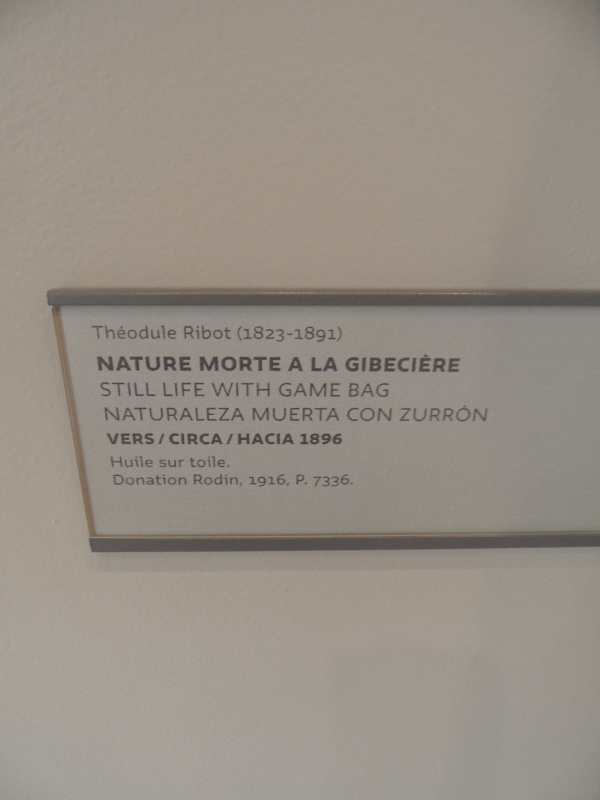 Théodule Ribot (1823-1891)
NATURE MORTE A LA GIBECIÈRE
STILL LIFE WITH GAME BAG
NATURALEZA MUERTA CON ZURRÓN
VERS / CIRCA / HACIA 1896
Huile sur toile.
Donation Rodin, 1916, P. 7336.